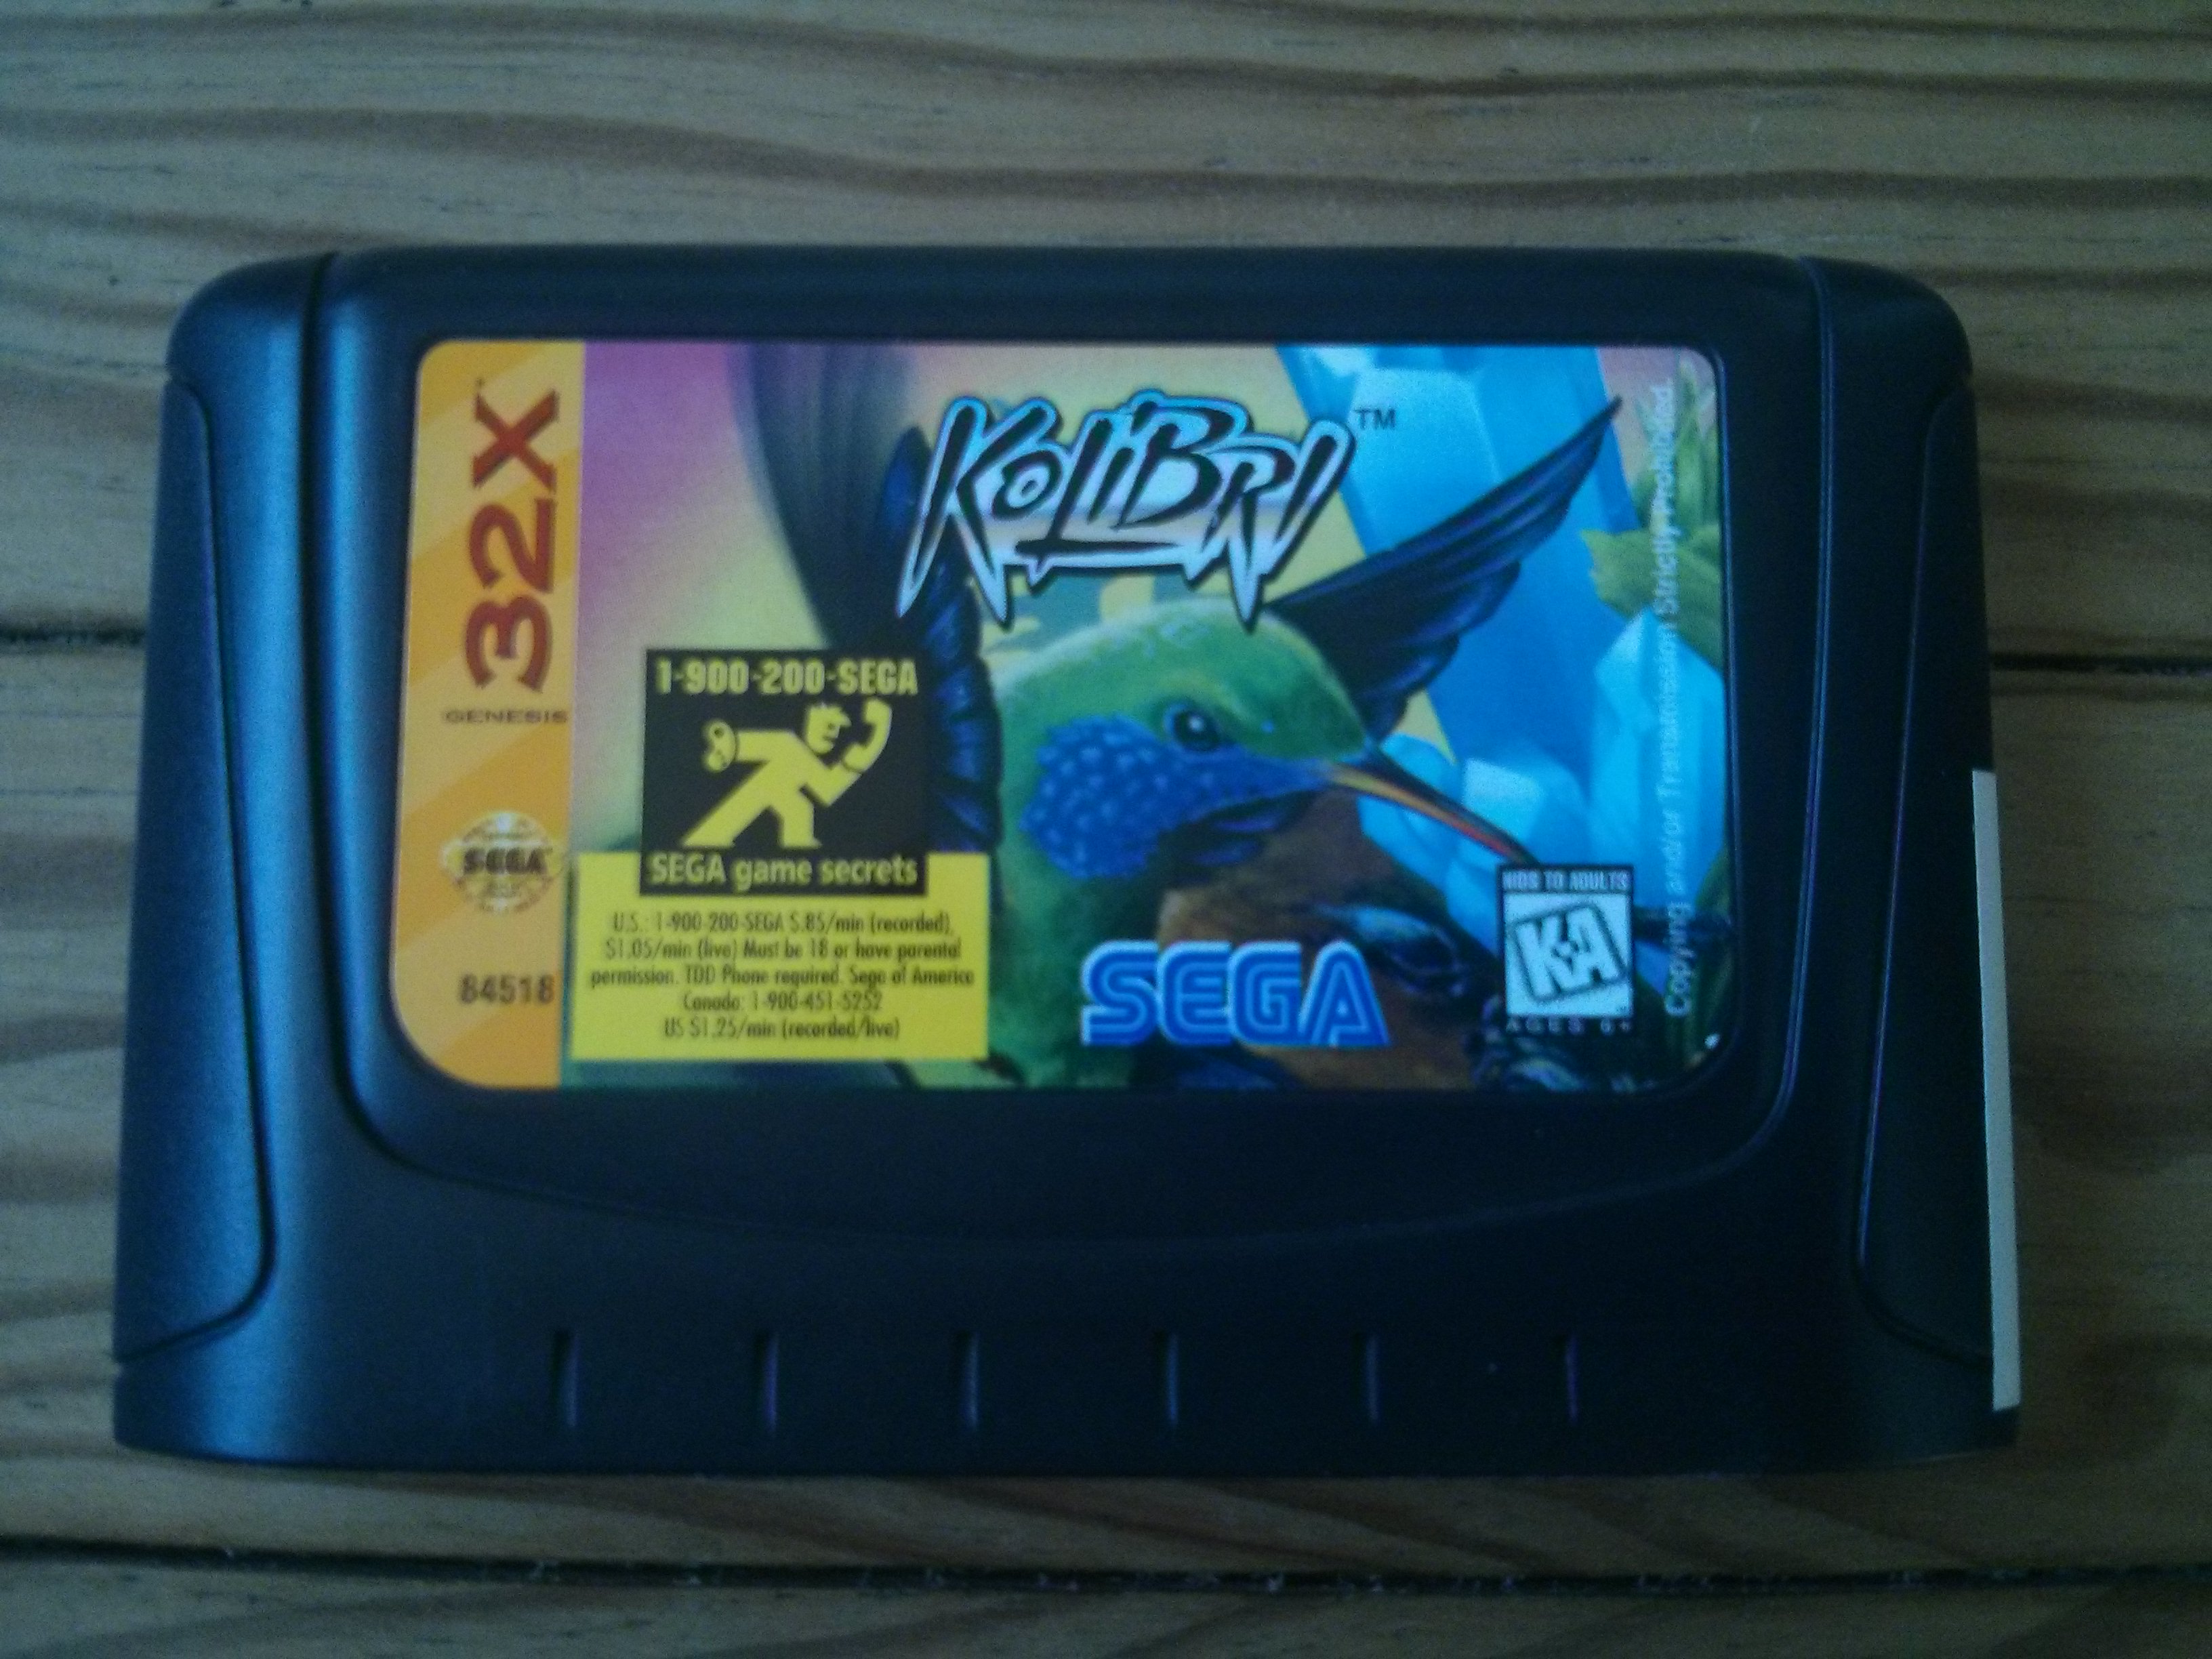 32X
GENESIS
SEGA
84518
KOLIBRI™
1-900-200-SEGA
SEGA game secrets
U.S.: 1-900-200-SEGA $.85/min (recorded),
$1.05/min (live) Must be 18 or have parental
permission. TDD Phone required. Sega of America
Canada: 1-900-451-5252
US $1.25/min (recorded/live)
SEGA
KIDS TO ADULTS
K-A
AGES 6+
Copying and/or Transmission Strictly Prohibited.